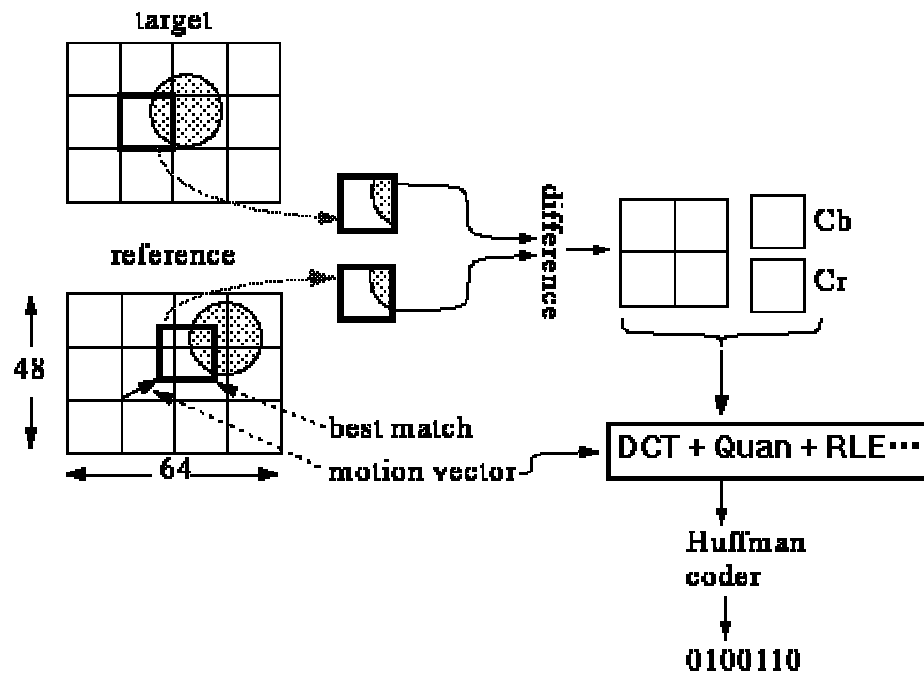 target
reference
difference
Cb
Cr
48
64
best match
motion vector
DCT + Quan + RLE...
Huffman
coder
0100110